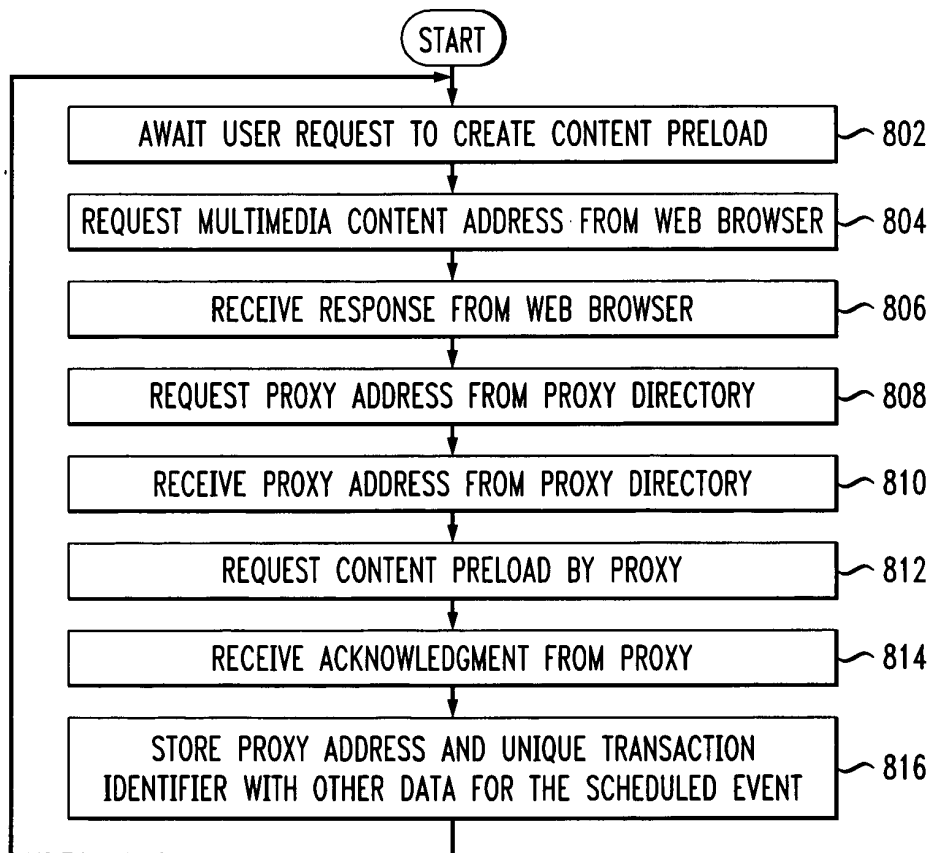 START
AWAIT USER REQUEST TO CREATE CONTENT PRELOAD 802
REQUEST MULTIMEDIA CONTENT ADDRESS FROM WEB BROWSER 804
RECEIVE RESPONSE FROM WEB BROWSER 806
REQUEST PROXY ADDRESS FROM PROXY DIRECTORY 808
RECEIVE PROXY ADDRESS FROM PROXY DIRECTORY 810
REQUEST CONTENT PRELOAD BY PROXY 812
RECEIVE ACKNOWLEDGMENT FROM PROXY 814
STORE PROXY ADDRESS AND UNIQUE TRANSACTION
IDENTIFIER WITH OTHER DATA FOR THE SCHEDULED EVENT 816